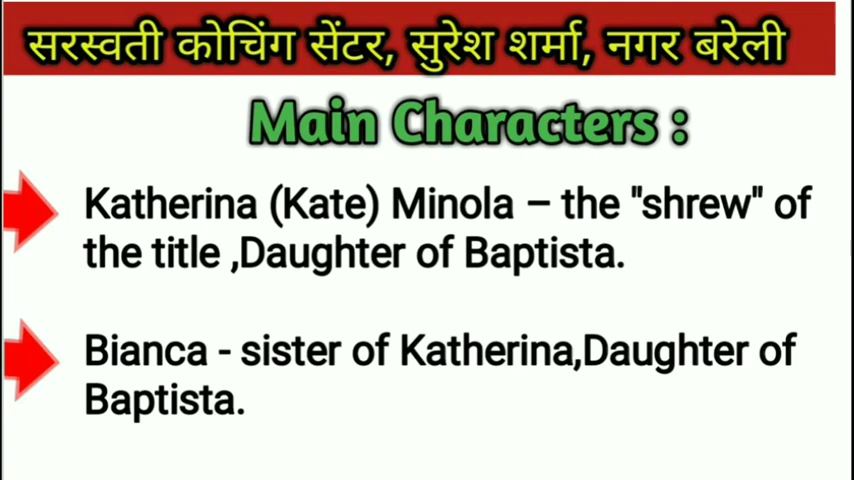 सरस्वती कोचिंग सेंटर, सुरेश शर्मा, नगर बरेली
Main Characters :
Katherina (Kate) Minola – the "shrew" of
the title ,Daughter of Baptista.
Bianca - sister of Katherina,Daughter of
Baptista.